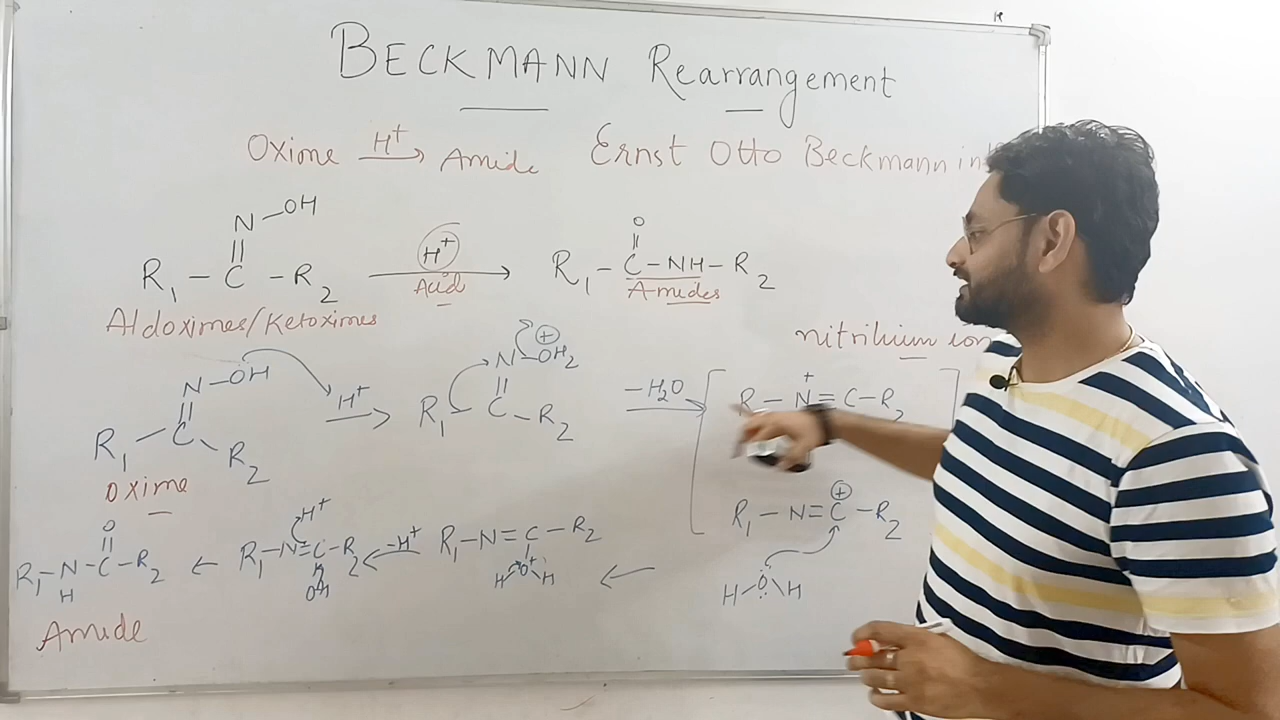 BECKMANN Rearrangement
Oxime H+ → Amide Ernst Otto Beckmann in
N-OH
R1 - C - R2 H+ Acid → R1 - C - NH - R2
O
Amides
Aldoximes/Ketoximes
nitrilium ion
N-OH H+ → N-OH2 ⊕
R1 C R2 R1 C - R2
-H2O → [ R - N+ ≡ C - R2 ]
oxime
R1 - N = C ⊕ - R2
H O H
R1 - N = C - R2
H O+ H
-H+
R1 - N = C - R2
H+
OH
←
O
R1 - N - C - R2
H
Amide